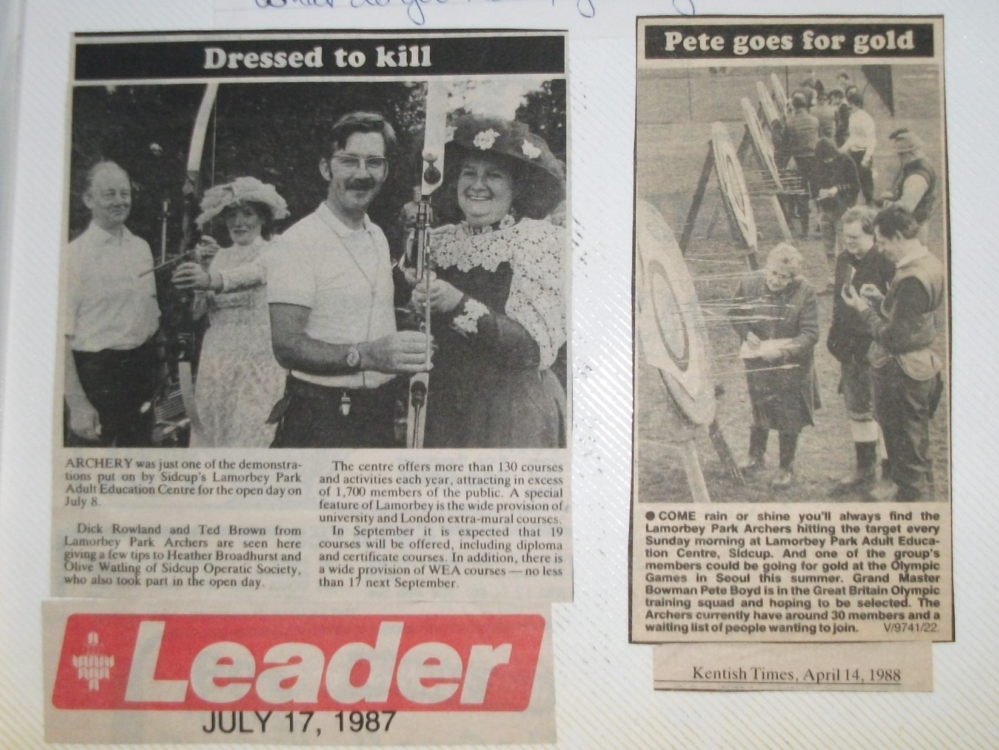 Dressed to kill
ARCHERY was just one of the demonstra-
tions put on by Sidcup's Lamorbey Park
Adult Education Centre for the open day on
July 8.
Dick Rowland and Ted Brown from
Lamorbey Park Archers are seen here
giving a few tips to Heather Broadhurst and
Olive Watling of Sidcup Operatic Society,
who also took part in the open day.
The centre offers more than 130 courses
and activities each year, attracting in excess
of 1,700 members of the public. A special
feature of Lamorbey is the wide provision of
university and London extra-mural courses.
In September it is expected that 19
courses will be offered, including diploma
and certificate courses. In addition, there is
a wide provision of WEA courses — no less
than 17 next September.
Leader
JULY 17, 1987
Pete goes for gold
● COME rain or shine you'll always find the
Lamorbey Park Archers hitting the target every
Sunday morning at Lamorbey Park Adult Educa-
tion Centre, Sidcup. And one of the group's
members could be going for gold at the Olympic
Games in Seoul this summer. Grand Master
Bowman Pete Boyd is in the Great Britain Olympic
training squad and hoping to be selected. The
Archers currently have around 30 members and a
waiting list of people wanting to join. V/9741/22.
Kentish Times, April 14, 1988